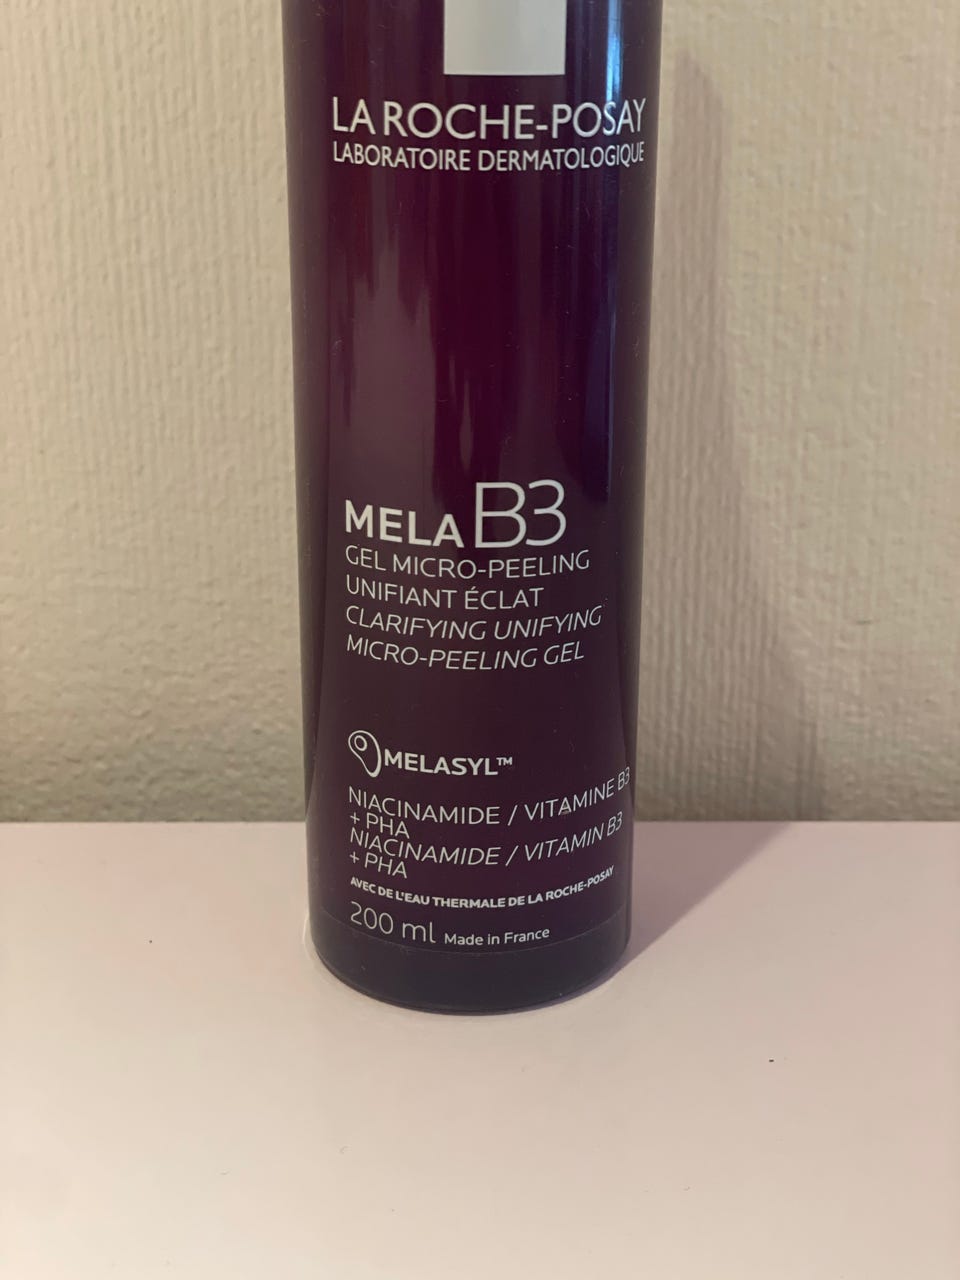 LA ROCHE-POSAY
LABORATOIRE DERMATOLOGIQUE
MELA B3
GEL MICRO-PEELING
UNIFIANT ÉCLAT
CLARIFYING UNIFYING
MICRO-PEELING GEL
MELASYL™
NIACINAMIDE / VITAMINE B3
+ PHA
NIACINAMIDE / VITAMIN B3
+ PHA
AVEC DE L'EAU THERMALE DE LA ROCHE-POSAY
200 ml Made in France